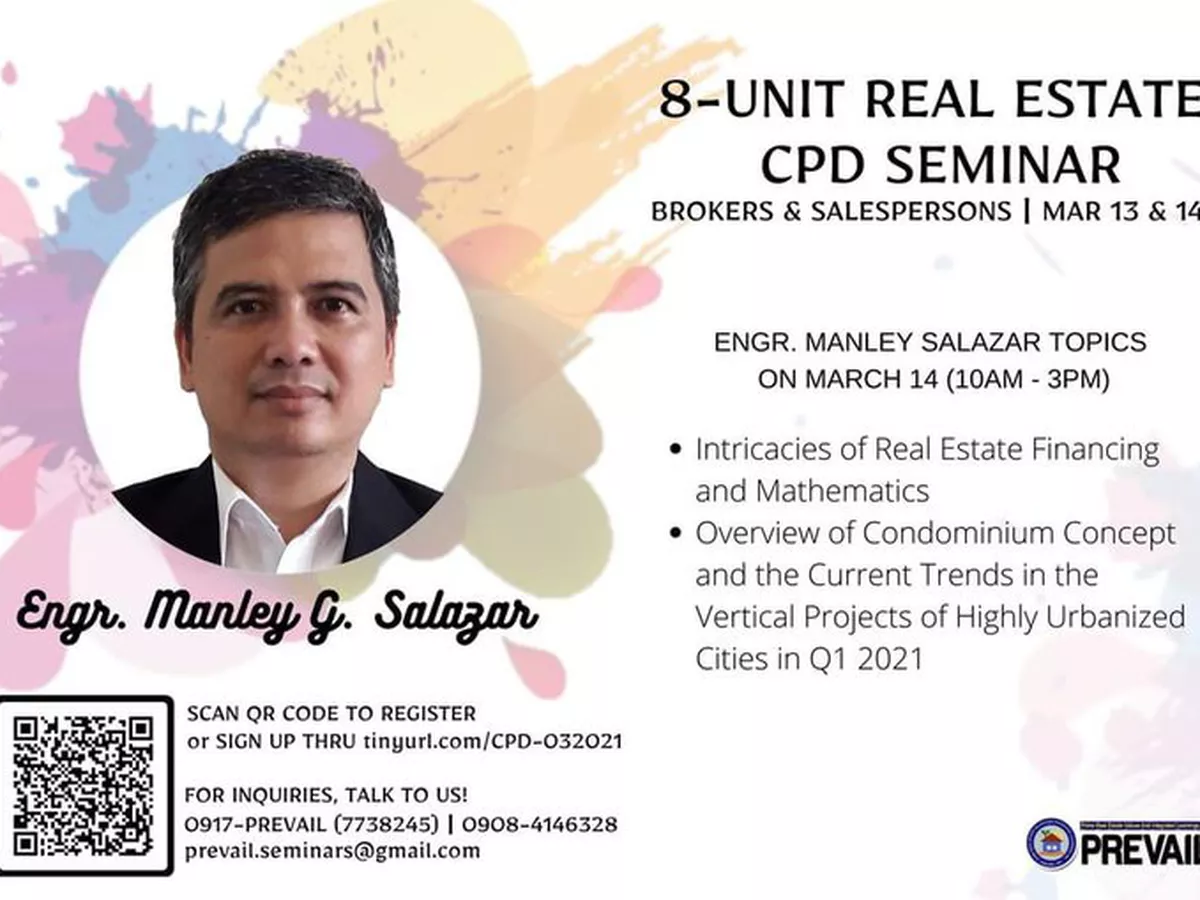 8-UNIT REAL ESTATE
CPD SEMINAR
BROKERS & SALESPERSONS | MAR 13 & 14
ENGR. MANLEY SALAZAR TOPICS
ON MARCH 14 (10AM - 3PM)
• Intricacies of Real Estate Financing
and Mathematics
• Overview of Condominium Concept
and the Current Trends in the
Vertical Projects of Highly Urbanized
Cities in Q1 2021
Engr. Manley G. Salazar
SCAN QR CODE TO REGISTER
or SIGN UP THRU tinyurl.com/CPD-032021
FOR INQUIRIES, TALK TO US!
0917-PREVAIL (7738245) | 0908-4146328
prevail.seminars@gmail.com
PREVAIL